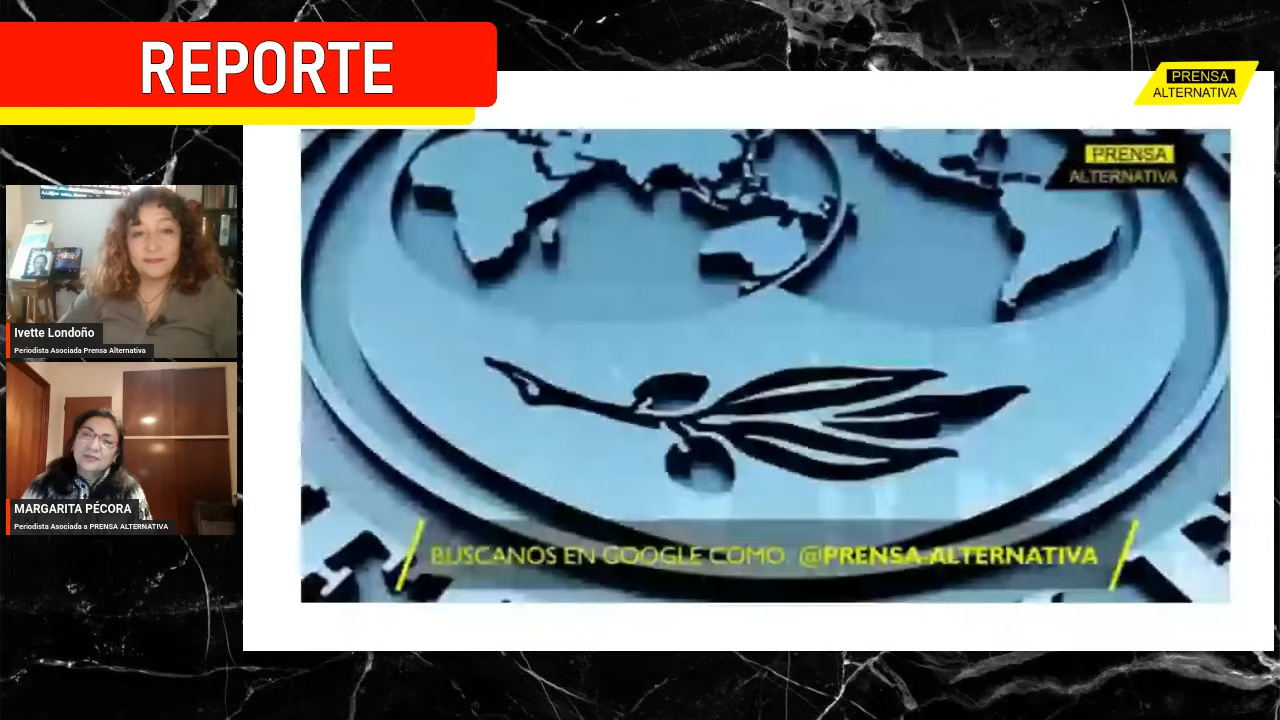 REPORTE
PRENSA
ALTERNATIVA
PRENSA
ALTERNATIVA
Ivette Londoño
Periodista Asociada Prensa Alternativa
MARGARITA PÉCORA
Periodista Asociada a PRENSA ALTERNATIVA
BUSCANOS EN GOOGLE COMO @PRENSA-ALTERNATIVA